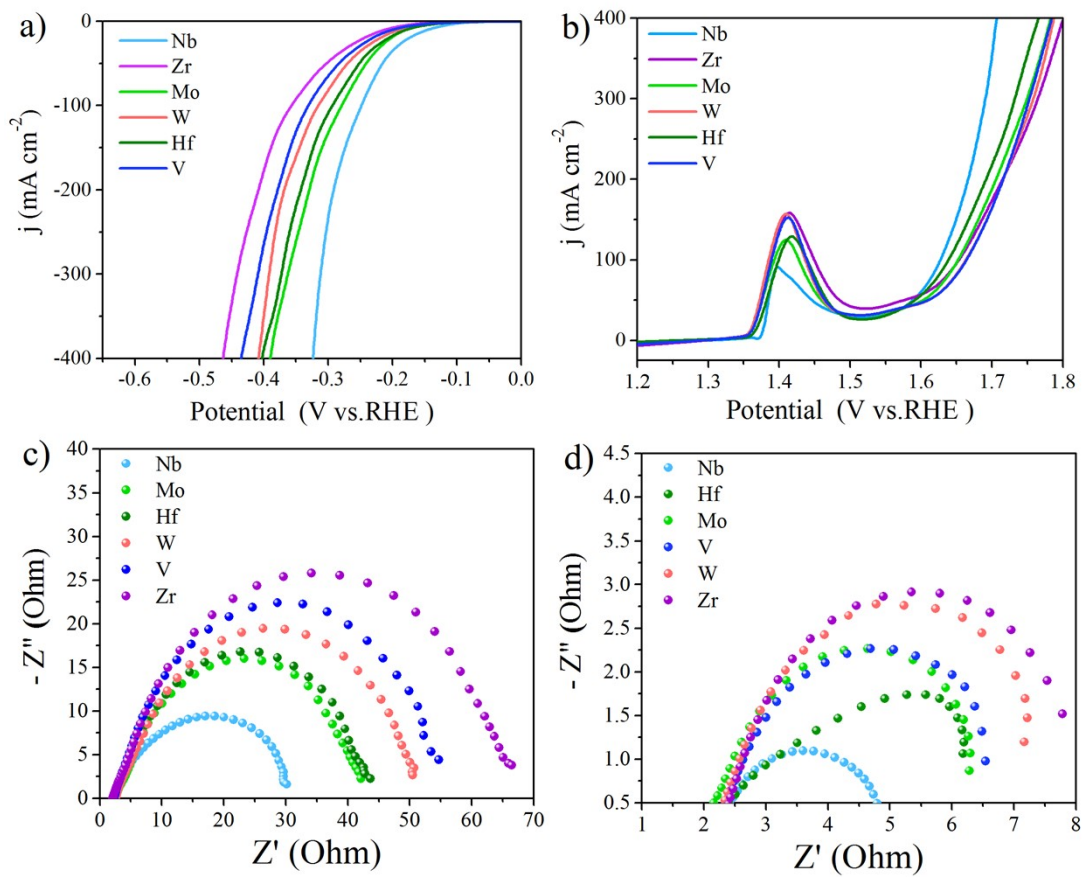 a)
Nb
Zr
Mo
W
Hf
V
0
-100
-200
-300
-400
j (mA cm-2)
-0.6 -0.5 -0.4 -0.3 -0.2 -0.1 0.0
Potential (V vs.RHE )
b)
Nb
Zr
Mo
W
Hf
V
400
300
200
100
0
j (mA cm-2)
1.2 1.3 1.4 1.5 1.6 1.7 1.8
Potential (V vs.RHE )
c)
Nb
Mo
Hf
W
V
Zr
40
35
30
25
20
15
10
5
0
- Z" (Ohm)
0 10 20 30 40 50 60 70
Z' (Ohm)
d)
Nb
Hf
Mo
V
W
Zr
4.5
4.0
3.5
3.0
2.5
2.0
1.5
1.0
0.5
- Z" (Ohm)
1 2 3 4 5 6 7 8
Z' (Ohm)